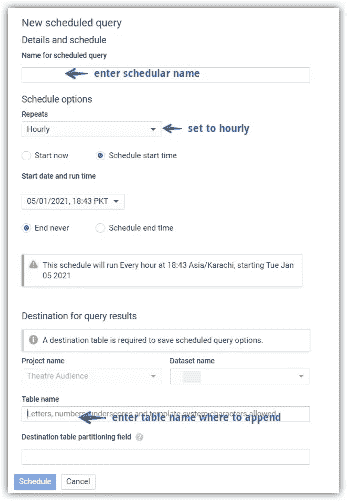 New scheduled query
Details and schedule
Name for scheduled query
enter schedular name
Schedule options
Repeats
Hourly
set to hourly
Start now
Schedule start time
Start date and run time
05/01/2021, 18:43 PKT
End never
Schedule end time
This schedule will run Every hour at 18:43 Asia/Karachi, starting Tue Jan
05 2021
Destination for query results
A destination table is required to save scheduled query options.
Project name
Dataset name
Theatre Audience
Table name
Letters, numbers, underscores and template system characters allowed
enter table name where to append
Destination table partitioning field
Schedule
Cancel